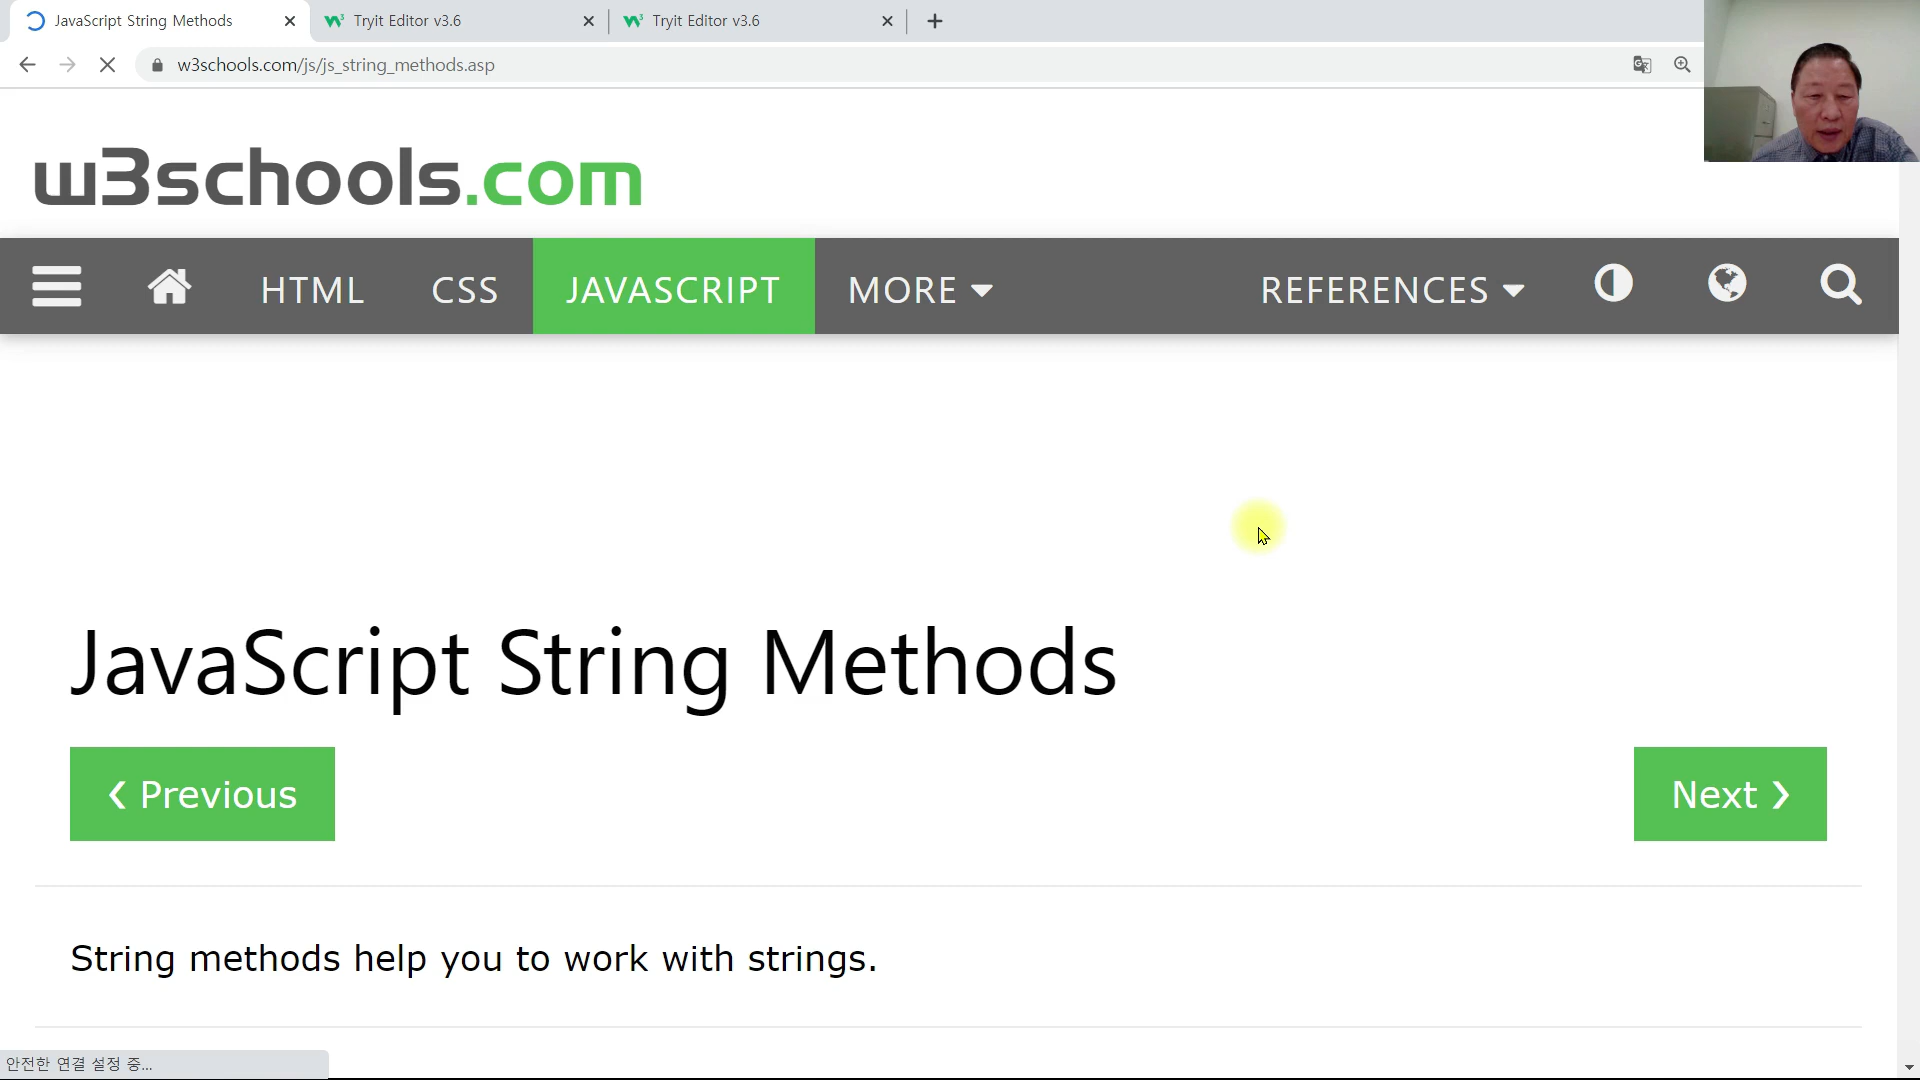 JavaScript String Methods
Tryit Editor v3.6
Tryit Editor v3.6
w3schools.com/js/js_string_methods.asp
w3schools.com
HTML
CSS
JAVASCRIPT
MORE
REFERENCES
JavaScript String Methods
❮ Previous
Next ❯
String methods help you to work with strings.
안전한 연결 설정 중...